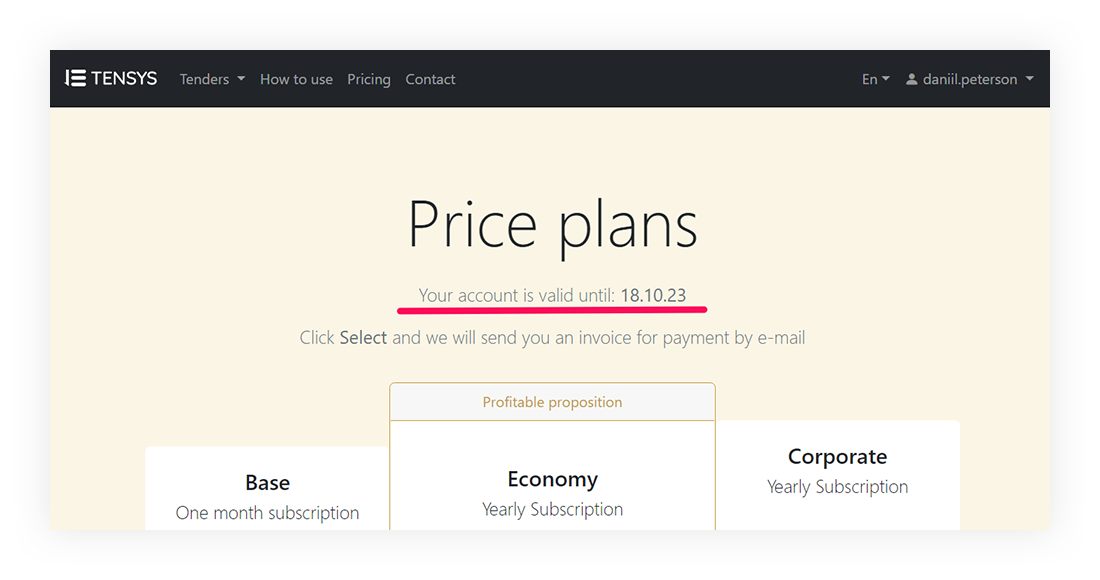 TENSYS Tenders How to use Pricing Contact En daniil.peterson
Price plans
Your account is valid until: 18.10.23
Click Select and we will send you an invoice for payment by e-mail
Profitable proposition
Base
One month subscription
Economy
Yearly Subscription
Corporate
Yearly Subscription